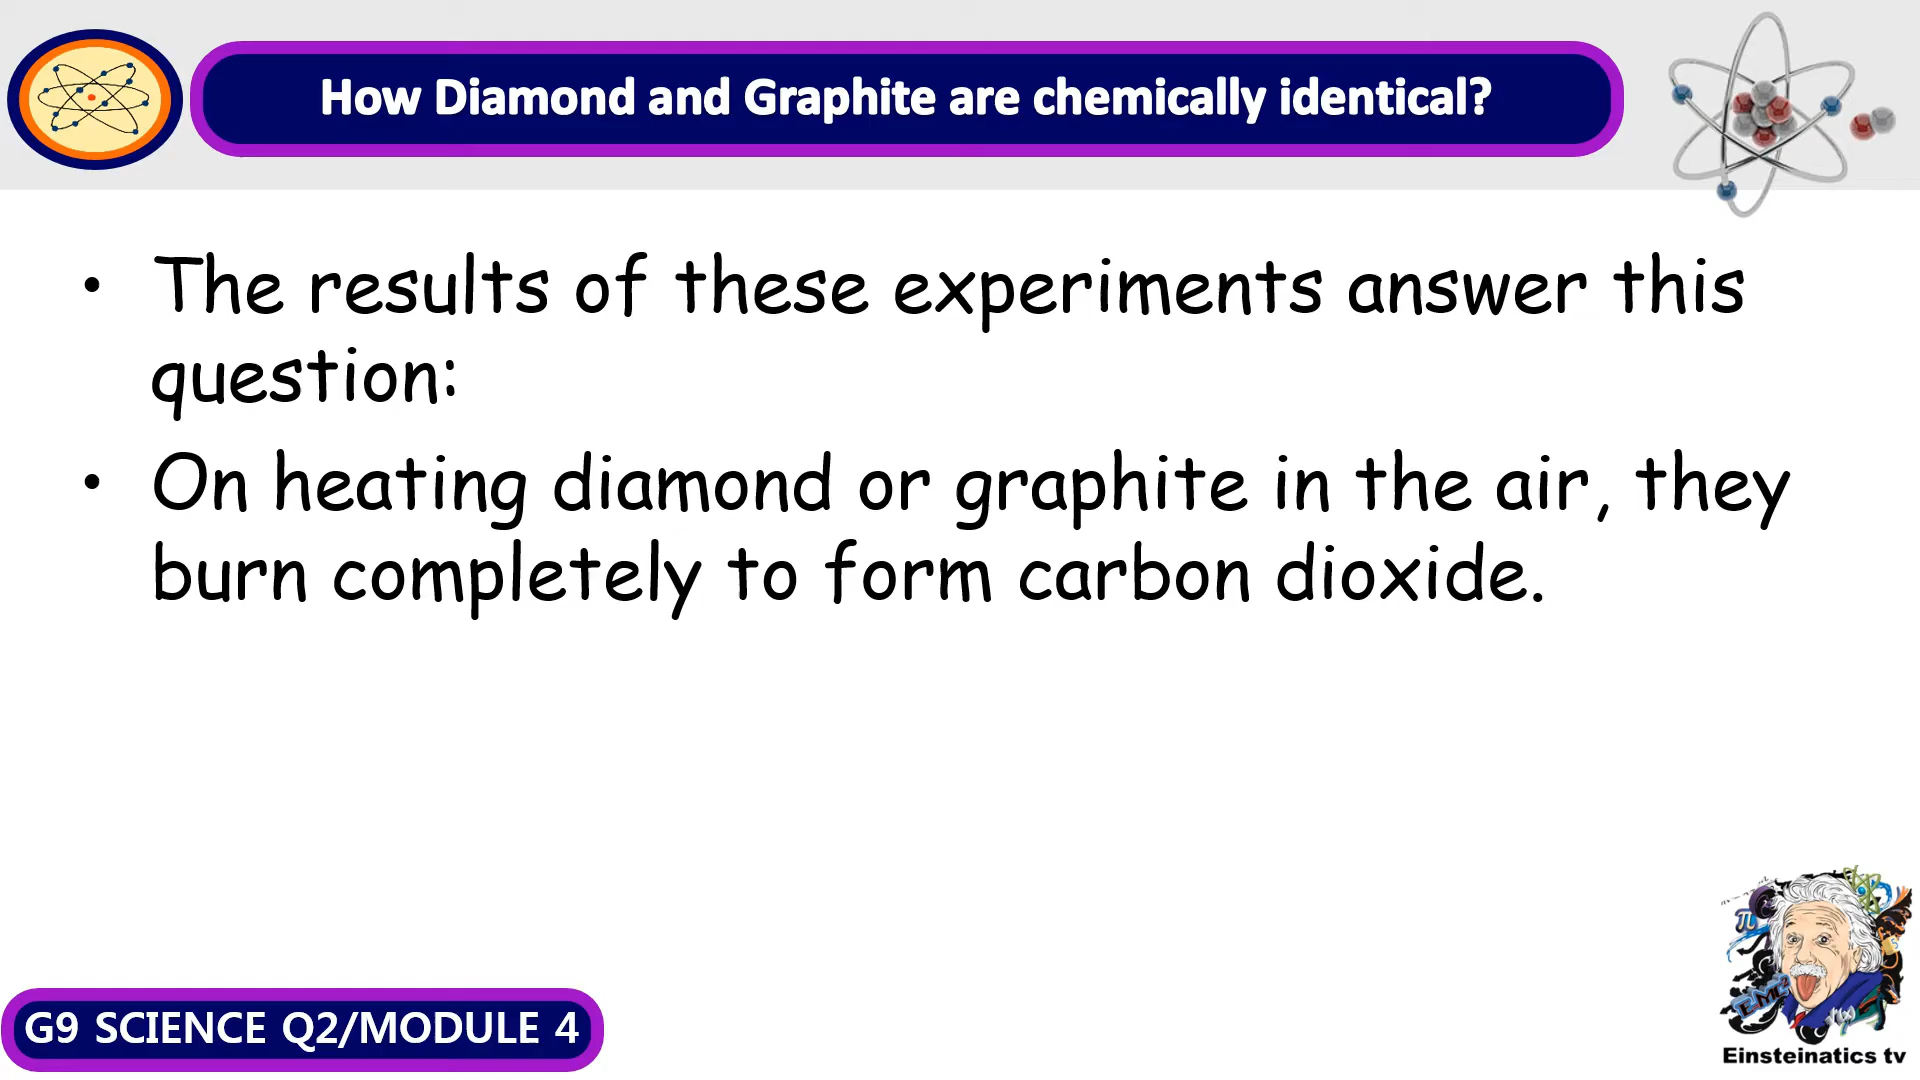 How Diamond and Graphite are chemically identical?
• The results of these experiments answer this
question:
• On heating diamond or graphite in the air, they
burn completely to form carbon dioxide.
G9 SCIENCE Q2/MODULE 4
π
Einsteinatics tv